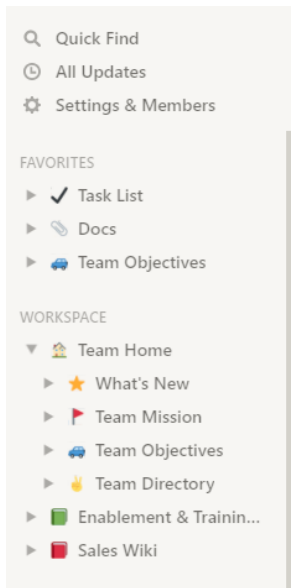 Quick Find
All Updates
Settings & Members
FAVORITES
Task List
Docs
Team Objectives
WORKSPACE
Team Home
What's New
Team Mission
Team Objectives
Team Directory
Enablement & Trainin...
Sales Wiki